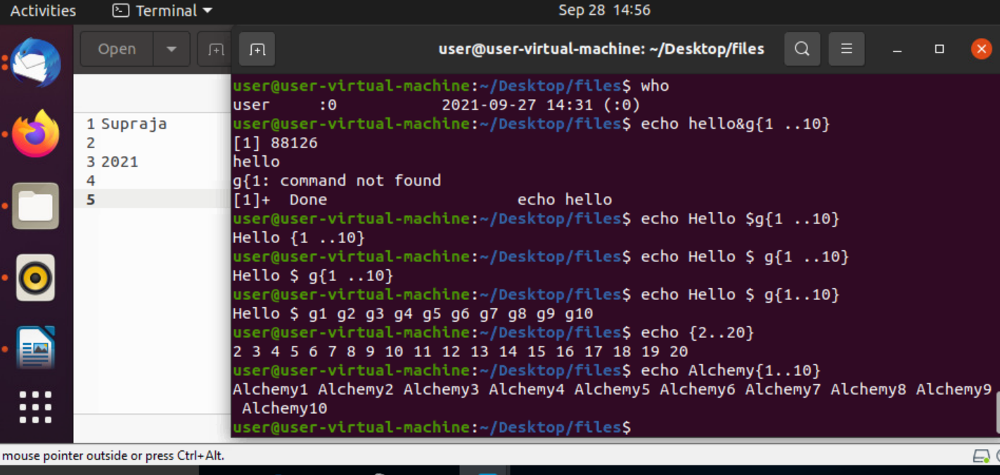 Activities Terminal Sep 28 14:56
Open user@user-virtual-machine: ~/Desktop/files
1 Supraja
2
3 2021
4
5
user@user-virtual-machine:~/Desktop/files$ who
user     :0           2021-09-27 14:31 (:0)
user@user-virtual-machine:~/Desktop/files$ echo hello&g{1 ..10}
[1] 88126
hello
g{1: command not found
[1]+  Done                    echo hello
user@user-virtual-machine:~/Desktop/files$ echo Hello $g{1 ..10}
Hello {1 ..10}
user@user-virtual-machine:~/Desktop/files$ echo Hello $ g{1 ..10}
Hello $ g{1 ..10}
user@user-virtual-machine:~/Desktop/files$ echo Hello $ g{1..10}
Hello $ g1 g2 g3 g4 g5 g6 g7 g8 g9 g10
user@user-virtual-machine:~/Desktop/files$ echo {2..20}
2 3 4 5 6 7 8 9 10 11 12 13 14 15 16 17 18 19 20
user@user-virtual-machine:~/Desktop/files$ echo Alchemy{1..10}
Alchemy1 Alchemy2 Alchemy3 Alchemy4 Alchemy5 Alchemy6 Alchemy7 Alchemy8 Alchemy9
 Alchemy10
user@user-virtual-machine:~/Desktop/files$
mouse pointer outside or press Ctrl+Alt.